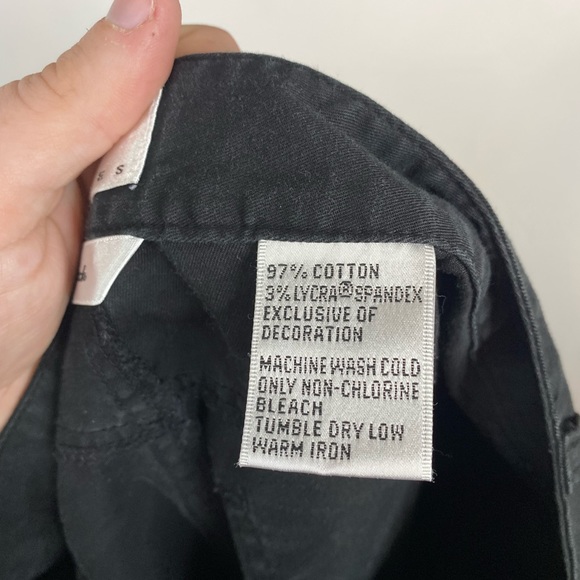 S S
97% COTTON
3% LYCRA® SPANDEX
EXCLUSIVE OF
DECORATION
MACHINE WASH COLD
ONLY NON-CHLORINE
BLEACH
TUMBLE DRY LOW
WARM IRON